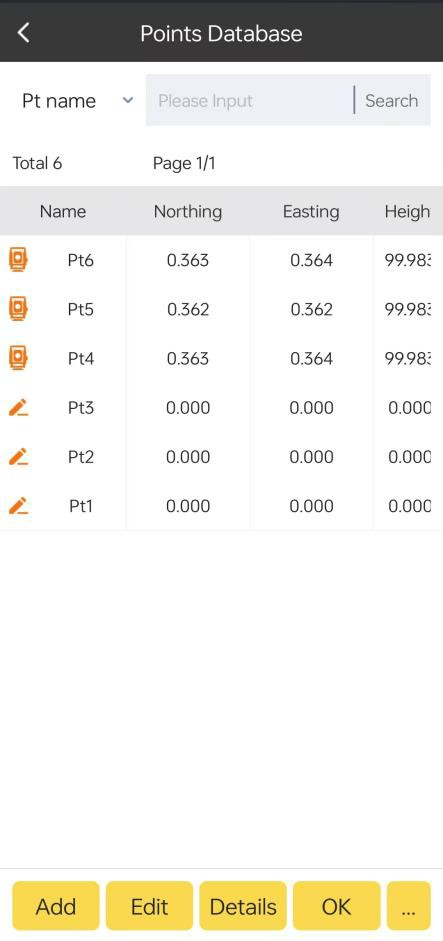 Points Database
Pt name Please Input Search
Total 6 Page 1/1
Name Northing Easting Heigh
Pt6 0.363 0.364 99.983
Pt5 0.362 0.362 99.983
Pt4 0.363 0.364 99.983
Pt3 0.000 0.000 0.000
Pt2 0.000 0.000 0.000
Pt1 0.000 0.000 0.000
Add Edit Details OK ...